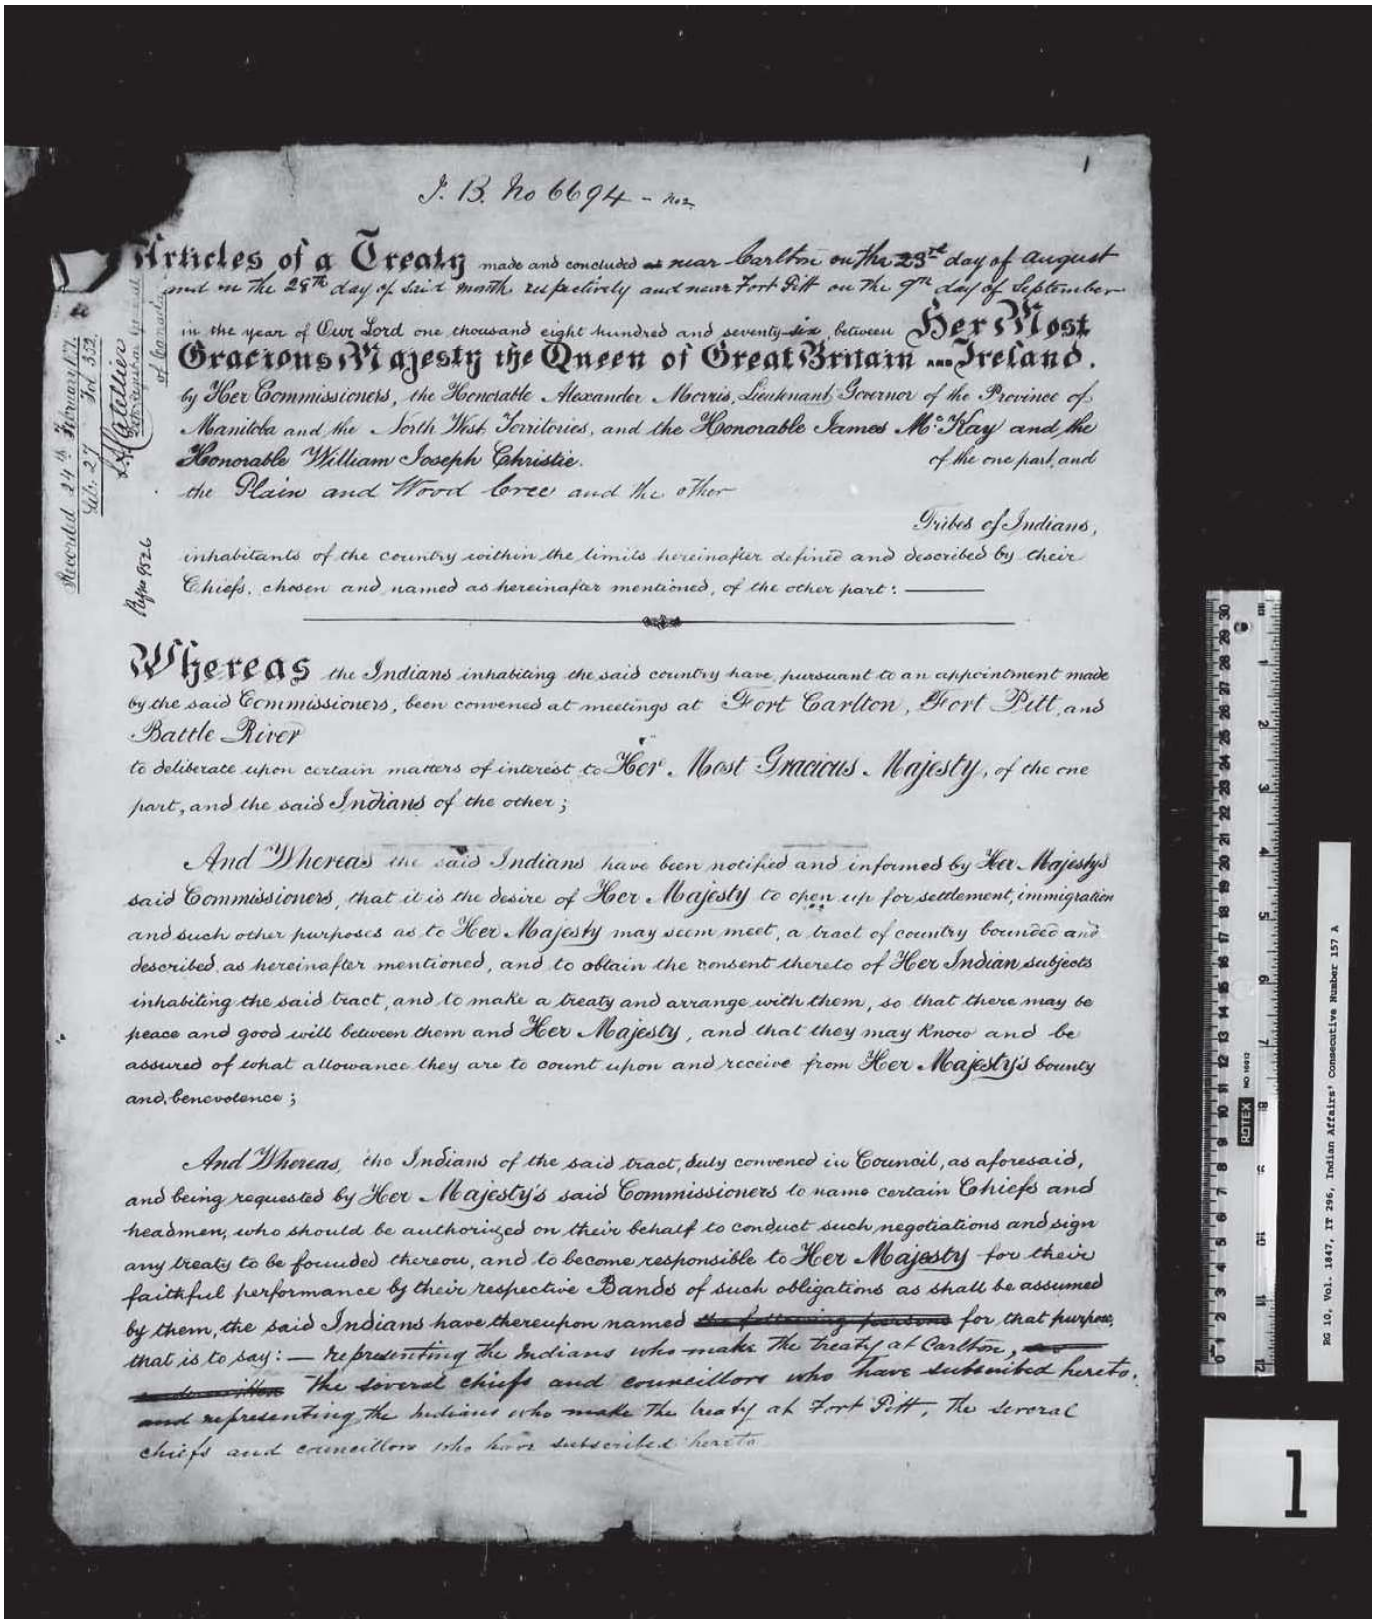 1
I. B. No 6694 - No 2
Articles of a Treaty made and concluded at near Carlton on the 23rd day of August
and on the 28th day of said month respectively and near Fort Pitt on the 9th day of September
in the year of Our Lord one thousand eight hundred and seventy-six, between Her Most
Gracious Majesty the Queen of Great Britain AND Ireland.
by Her Commissioners, the Honorable Alexander Morris, Lieutenant Governor of the Province of
Manitoba and the North West Territories, and the Honorable James McKay and the
Honorable William Joseph Christie. of the one part, and
the Plain and Wood Cree and the other
Tribes of Indians,
inhabitants of the country within the limits hereinafter defined and described by their
Chiefs, chosen and named as hereinafter mentioned, of the other part:
Recorded 24th February 1877
Lib. 27 Fol 353
Deputy Registrar General
of Canada
Whereas the Indians inhabiting the said country have, pursuant to an appointment made
by the said Commissioners, been convened at meetings at Fort Carlton, Fort Pitt, and
Battle River
to deliberate upon certain matters of interest to Her Most Gracious Majesty, of the one
part, and the said Indians of the other;
And Whereas the said Indians have been notified and informed by Her Majesty's
said Commissioners, that it is the desire of Her Majesty to open up for settlement, immigration
and such other purposes as to Her Majesty may seem meet, a tract of country bounded and
described as hereinafter mentioned, and to obtain the consent thereto of Her Indian subjects
inhabiting the said tract, and to make a treaty and arrange with them, so that there may be
peace and good will between them and Her Majesty, and that they may know and be
assured of what allowance they are to count upon and receive from Her Majesty's bounty
and benevolence;
And Whereas, the Indians of the said tract, duly convened in Council, as aforesaid,
and being requested by Her Majesty's said Commissioners to name certain Chiefs and
headmen, who should be authorized on their behalf to conduct such negotiations and sign
any treaty to be founded thereon, and to become responsible to Her Majesty for their
faithful performance by their respective Bands of such obligations as shall be assumed
by them, the said Indians have thereupon named the following persons for that purpose,
that is to say: — representing the Indians who make the treaty at Carlton,
the several chiefs and councillors who have subscribed hereto.
and representing the Indians who make the treaty at Fort Pitt, the several
chiefs and councillors who have subscribed hereto
ROTEX NO 10012
RG 10, Vol. 1847, IT 296, Indian Affairs' Consecutive Number 157 A
1